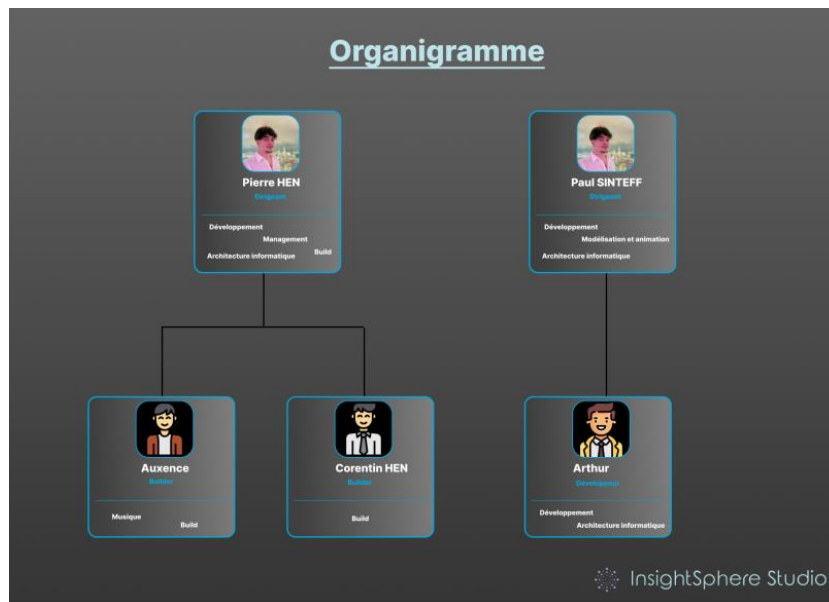 Organigramme
Pierre HEN
Dirigeant
Développement
Management
Build
Architecture informatique
Paul SINTEFF
Dirigeant
Développement
Modélisation et animation
Architecture informatique
Auxence
Builder
Musique
Build
Corentin HEN
Builder
Build
Arthur
Développeur
Développement
Architecture informatique
InsightSphere Studio